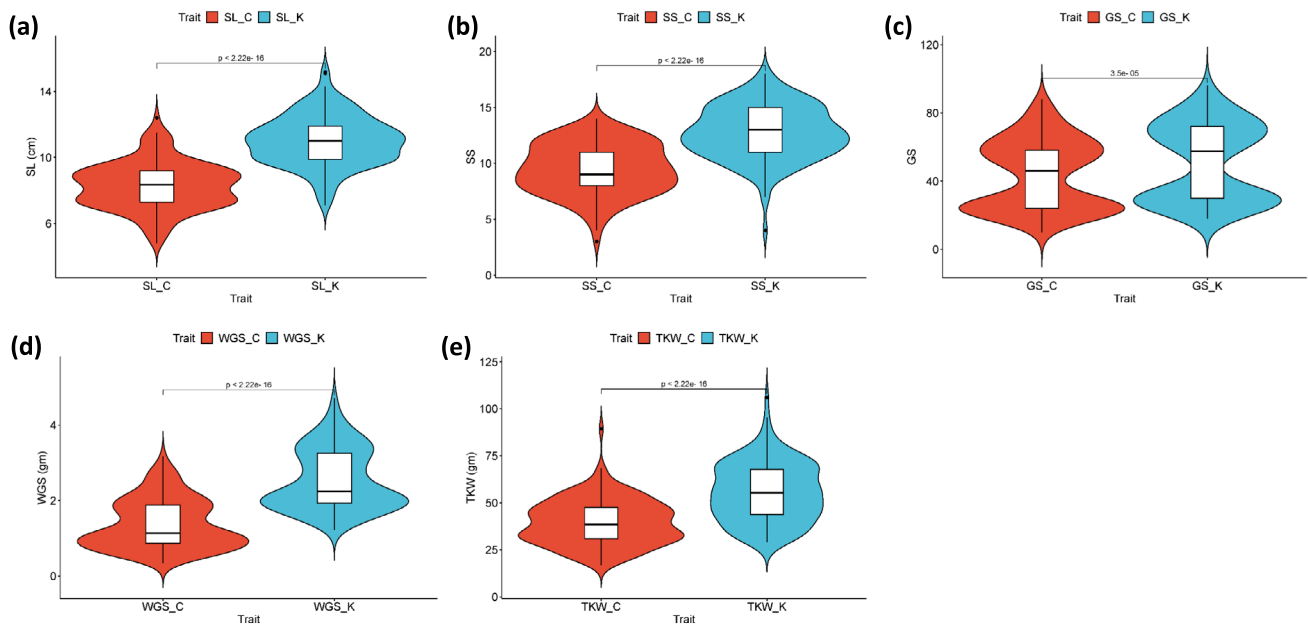 (a)
Trait SL_C SL_K
p < 2.22e- 16
14
10
6
SL (cm)
SL_C SL_K
Trait
(b)
Trait SS_C SS_K
p < 2.22e- 16
20
15
10
5
0
SS
SS_C SS_K
Trait
(c)
Trait GS_C GS_K
3.5e- 05
120
80
40
0
GS
GS_C GS_K
Trait
(d)
Trait WGS_C WGS_K
p < 2.22e- 16
4
2
0
WGS (gm)
WGS_C WGS_K
Trait
(e)
Trait TKW_C TKW_K
p < 2.22e- 16
125
100
75
50
25
0
TKW (gm)
TKW_C TKW_K
Trait